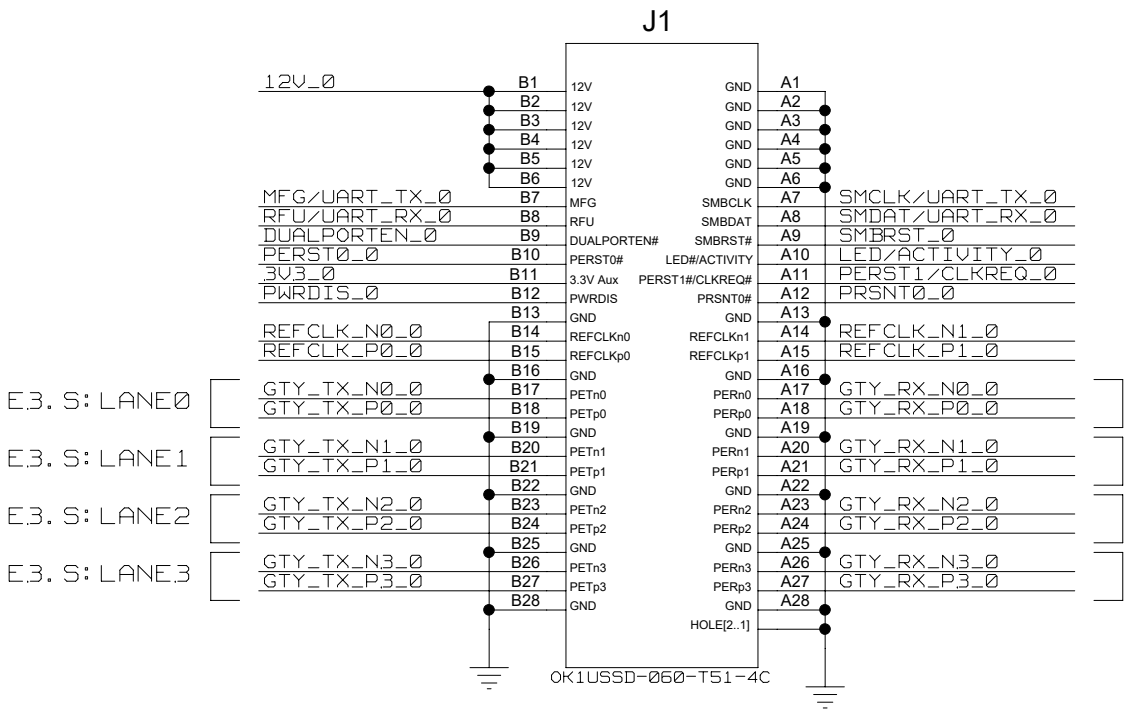 J1
12V_0 B1 12V GND A1
B2 12V GND A2
B3 12V GND A3
B4 12V GND A4
B5 12V GND A5
B6 12V GND A6
MFG/UART_TX_0 B7 MFG SMBCLK A7 SMCLK/UART_TX_0
RFU/UART_RX_0 B8 RFU SMBDAT A8 SMDAT/UART_RX_0
DUALPORTEN_0 B9 DUALPORTEN# SMBRST# A9 SMBRST_0
PERST0_0 B10 PERST0# LED#/ACTIVITY A10 LED/ACTIVITY_0
3V3_0 B11 3.3V Aux PERST1#/CLKREQ# A11 PERST1/CLKREQ_0
PWRDIS_0 B12 PWRDIS PRSNT0# A12 PRSNT0_0
B13 GND GND A13
REFCLK_N0_0 B14 REFCLKn0 REFCLKn1 A14 REFCLK_N1_0
REFCLK_P0_0 B15 REFCLKp0 REFCLKp1 A15 REFCLK_P1_0
B16 GND GND A16
GTY_TX_N0_0 B17 PETn0 PERn0 A17 GTY_RX_N0_0
E3.S:LANE0
GTY_TX_P0_0 B18 PETp0 PERp0 A18 GTY_RX_P0_0
B19 GND GND A19
GTY_TX_N1_0 B20 PETn1 PERn1 A20 GTY_RX_N1_0
E3.S:LANE1
GTY_TX_P1_0 B21 PETp1 PERp1 A21 GTY_RX_P1_0
B22 GND GND A22
GTY_TX_N2_0 B23 PETn2 PERn2 A23 GTY_RX_N2_0
E3.S:LANE2
GTY_TX_P2_0 B24 PETp2 PERp2 A24 GTY_RX_P2_0
B25 GND GND A25
GTY_TX_N3_0 B26 PETn3 PERn3 A26 GTY_RX_N3_0
E3.S:LANE3
GTY_TX_P3_0 B27 PETp3 PERp3 A27 GTY_RX_P3_0
B28 GND GND A28
HOLE[2..1]
OK1USSD-060-T51-4C